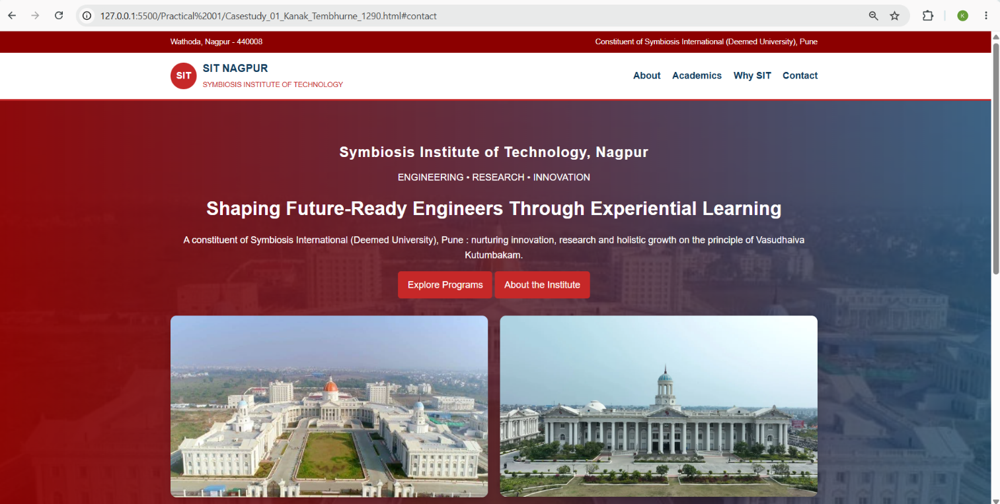 127.0.0.1:5500/Practical%2001/Casestudy_01_Kanak_Tembhurne_1290.html#contact
K
Wathoda, Nagpur - 440008
Constituent of Symbiosis International (Deemed University), Pune
SIT
SIT NAGPUR
SYMBIOSIS INSTITUTE OF TECHNOLOGY
About
Academics
Why SIT
Contact
Symbiosis Institute of Technology, Nagpur
ENGINEERING • RESEARCH • INNOVATION
Shaping Future-Ready Engineers Through Experiential Learning
A constituent of Symbiosis International (Deemed University), Pune : nurturing innovation, research and holistic growth on the principle of Vasudhaiva
Kutumbakam.
Explore Programs
About the Institute